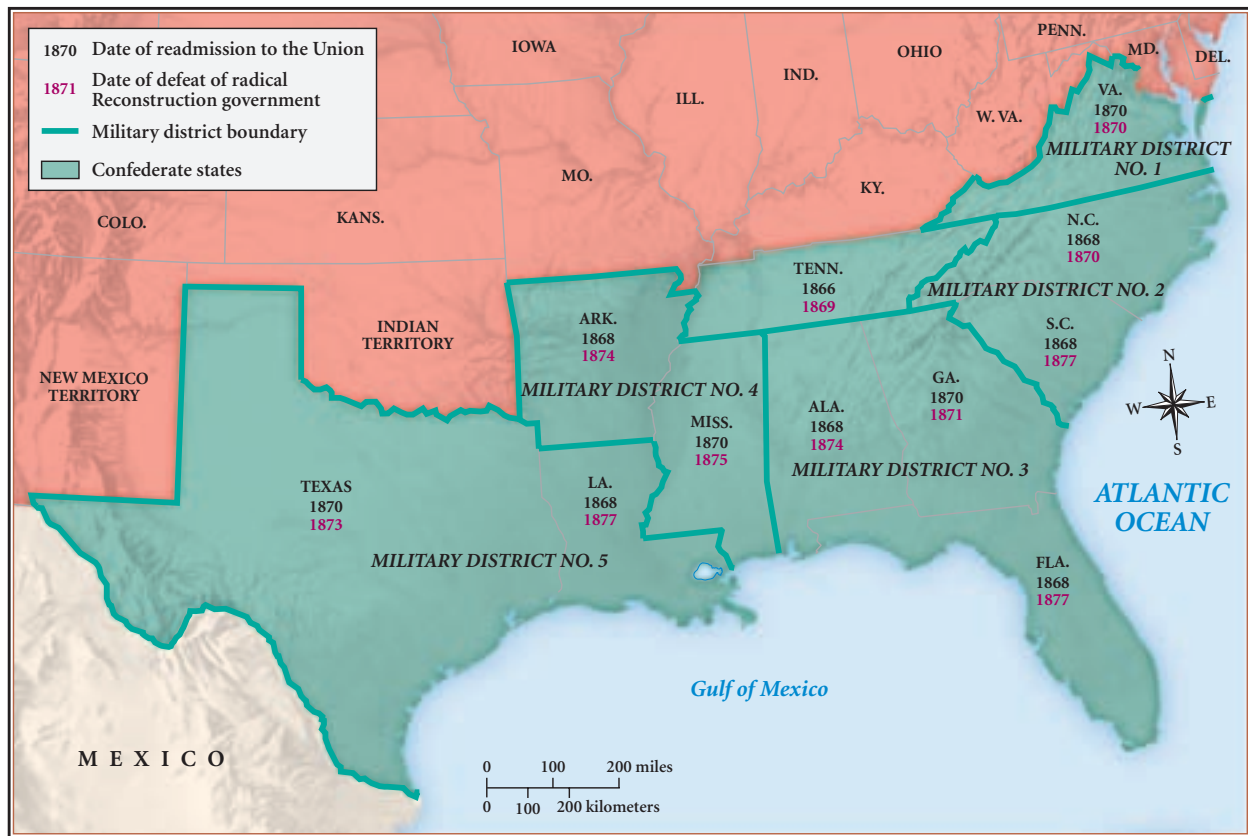 1870 Date of readmission to the Union
1871 Date of defeat of radical
Reconstruction government
Military district boundary
Confederate states
IOWA
ILL.
IND.
OHIO
PENN.
MD.
DEL.
W. VA.
VA.
1870
1870
MILITARY DISTRICT
NO. 1
COLO.
KANS.
MO.
KY.
N.C.
1868
1870
TENN.
1866
1869
MILITARY DISTRICT NO. 2
S.C.
1868
1877
INDIAN
TERRITORY
ARK.
1868
1874
NEW MEXICO
TERRITORY
MILITARY DISTRICT NO. 4
MISS.
1870
1875
ALA.
1868
1874
GA.
1870
1871
MILITARY DISTRICT NO. 3
N
W
E
S
TEXAS
1870
1873
LA.
1868
1877
MILITARY DISTRICT NO. 5
ATLANTIC
OCEAN
FLA.
1868
1877
Gulf of Mexico
MEXICO
0 100 200 miles
0 100 200 kilometers